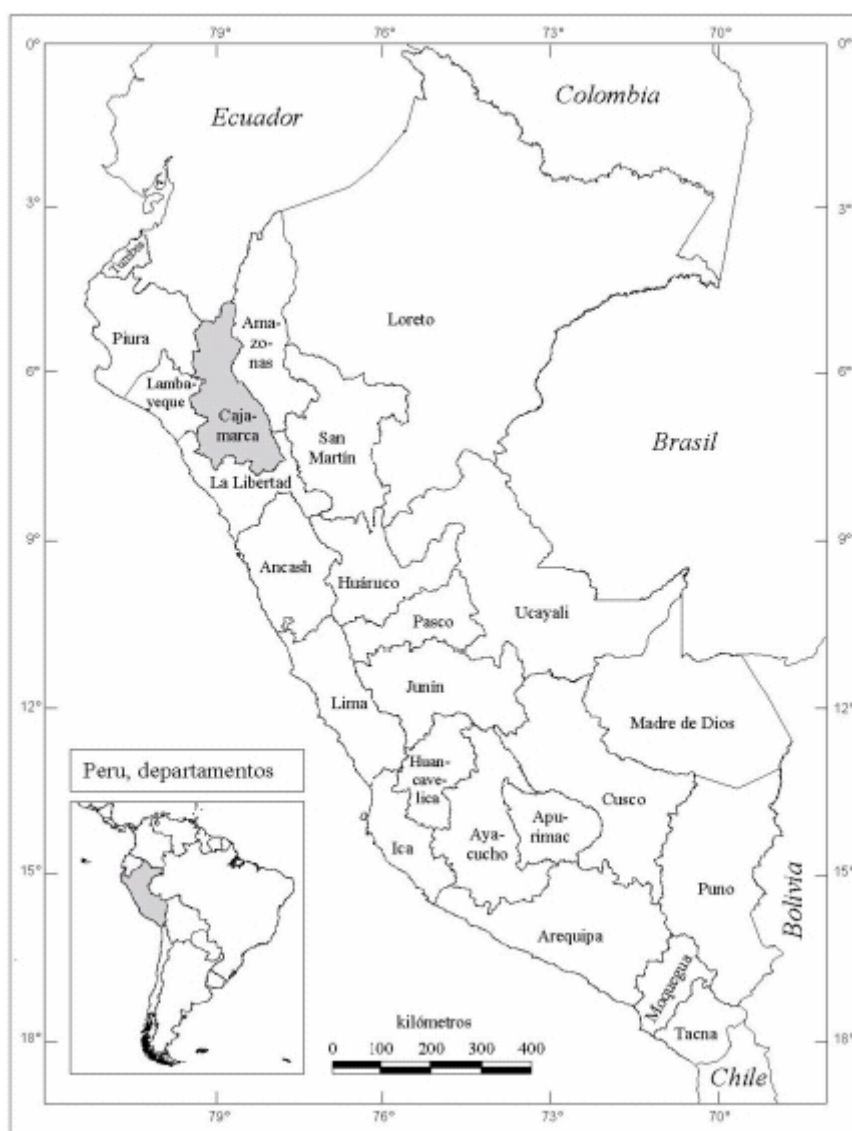 79°
76°
73°
70°
0°
0°
Ecuador
Colombia
3°
3°
Tumbes
Piura
Ama-
zo-
nas
Loreto
6°
6°
Lamba-
yeque
Caja-
marca
San
Martín
Brasil
La Libertad
9°
9°
Ancash
Huáruco
Pasco
Ucayali
12°
12°
Lima
Junin
Madre de Dios
Peru, departamentos
Huan-
cave-
lica
Cusco
Apu-
rimac
Ica
Aya-
cucho
15°
15°
Puno
Bolivia
Arequipa
Moquegua
Tacna
kilómetros
0 100 200 300 400
18°
18°
Chile
79°
76°
73°
70°